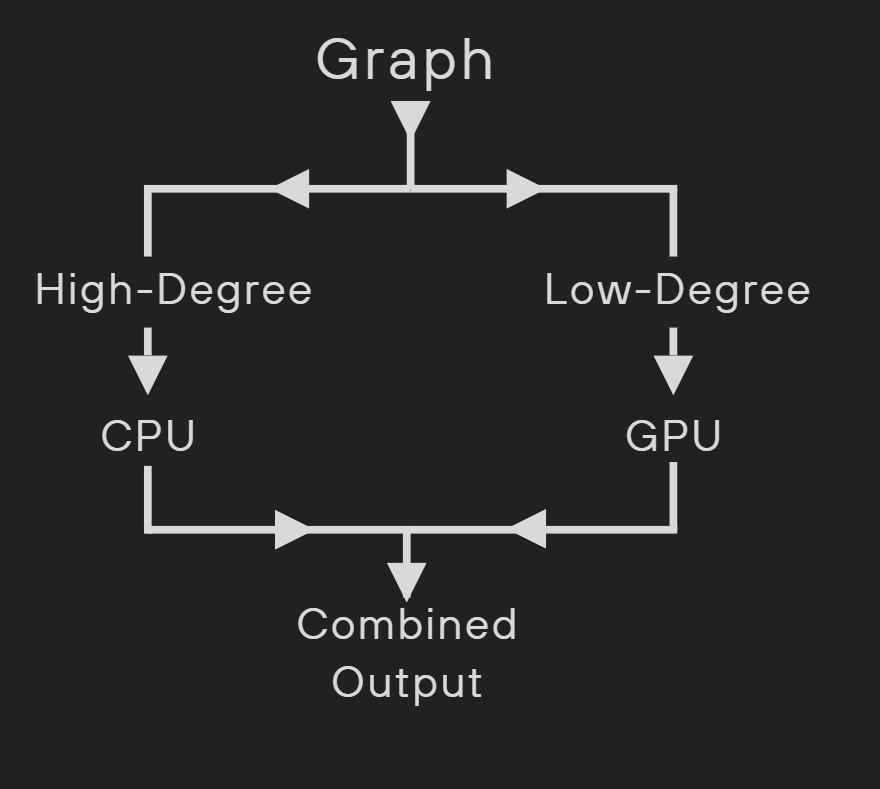 Graph
High-Degree
Low-Degree
CPU
GPU
Combined
Output